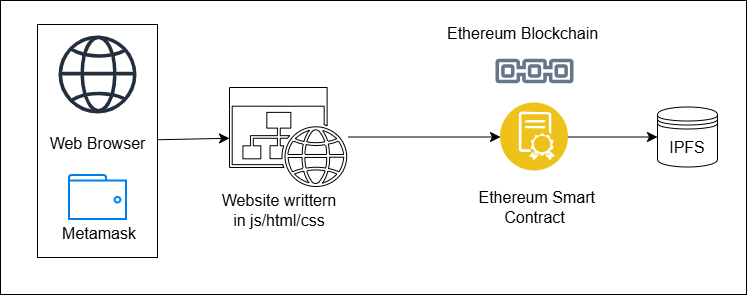 Ethereum Blockchain
Web Browser
Metamask
Website writtern
in js/html/css
Ethereum Smart
Contract
IPFS